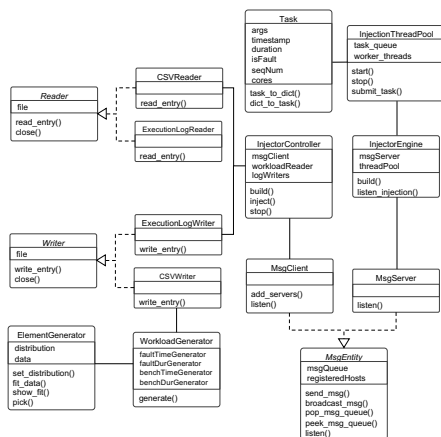 Task
args
timestamp
duration
isFault
seqNum
cores
task_to_dict()
dict_to_task()
InjectionThreadPool
task_queue
worker_threads
start()
stop()
submit_task()
CSVReader
read_entry()
Reader
file
read_entry()
close()
ExecutionLogReader
read_entry()
InjectorController
msgClient
workloadReader
logWriters
build()
inject()
stop()
InjectorEngine
msgServer
threadPool
build()
listen_injection()
ExecutionLogWriter
write_entry()
Writer
file
write_entry()
close()
CSVWriter
write_entry()
MsgClient
add_servers()
listen()
MsgServer
listen()
ElementGenerator
distribution
data
set_distribution()
fit_data()
show_fit()
pick()
WorkloadGenerator
faultTimeGenerator
faultDurGenerator
benchTimeGenerator
benchDurGenerator
generate()
MsgEntity
msgQueue
registeredHosts
send_msg()
broadcast_msg()
pop_msg_queue()
peek_msg_queue()
listen()